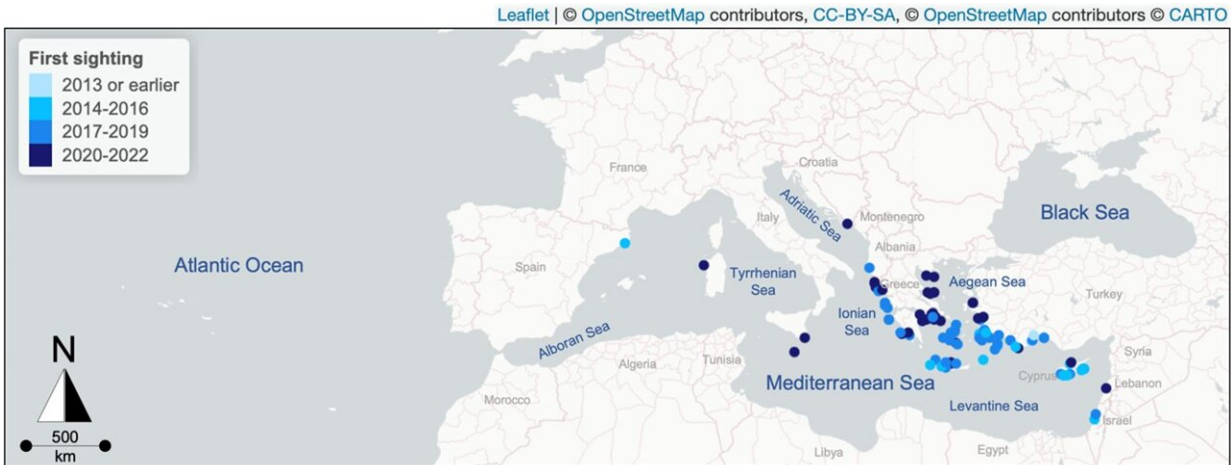 Leaflet | © OpenStreetMap contributors, CC-BY-SA, © OpenStreetMap contributors © CARTO
First sighting
2013 or earlier
2014-2016
2017-2019
2020-2022
France
Croatia
Italy
Adriatic Sea
Montenegro
Black Sea
Albania
Atlantic Ocean
Spain
Tyrrhenian
Sea
Greece
Aegean Sea
Turkey
Ionian
Sea
Alboran Sea
Algeria
Tunisia
Syria
Mediterranean Sea
Cyprus
Lebanon
Morocco
Levantine Sea
Israel
Libya
Egypt
N
500
km